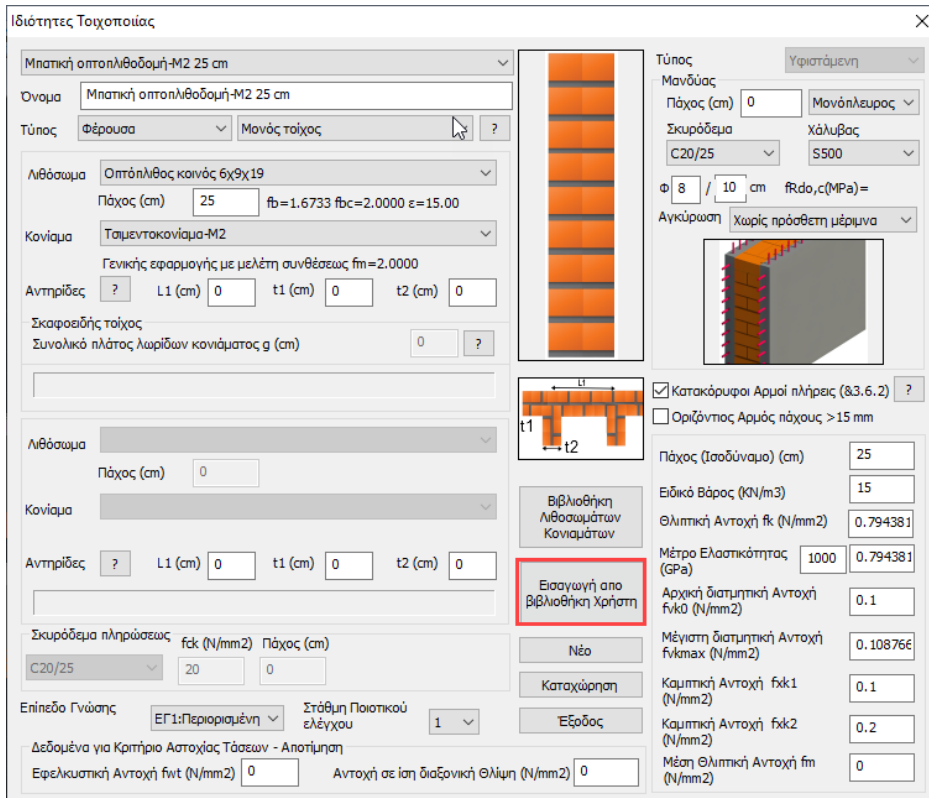 Ιδιότητες Τοιχοποιίας
Μπατική οπτοπλιθοδομή-M2 25 cm
Όνομα Μπατική οπτοπλιθοδομή-M2 25 cm
Τύπος Φέρουσα Μονός τοίχος ?
Λιθόσωμα Οπτόπλιθος κοινός 6x9x19
Πάχος (cm) 25 fb=1.6733 fbc=2.0000 ε=15.00
Κονίαμα Τσιμεντοκονίαμα-M2
Γενικής εφαρμογής με μελέτη συνθέσεως fm=2.0000
Αντηρίδες ? L1 (cm) 0 t1 (cm) 0 t2 (cm) 0
Σκαφοειδής τοίχος
Συνολικό πλάτος λωρίδων κονιάματος g (cm) 0 ?
Λιθόσωμα
Πάχος (cm) 0
Κονίαμα
Αντηρίδες ? L1 (cm) 0 t1 (cm) 0 t2 (cm) 0
Σκυρόδεμα πληρώσεως fck (N/mm2) Πάχος (cm)
C20/25 20 0
Επίπεδο Γνώσης ΕΓ1:Περιορισμένη Στάθμη Ποιοτικού ελέγχου 1
Δεδομένα για Κριτήριο Αστοχίας Τάσεων - Αποτίμηση
Εφελκυστική Αντοχή fwt (N/mm2) 0 Αντοχή σε ίση διαξονική Θλίψη (N/mm2) 0
L1
t1
t2
Βιβλιοθήκη
Λιθοσωμάτων
Κονιαμάτων
Εισαγωγή απο
βιβλιοθήκη Χρήστη
Νέο
Καταχώρηση
Έξοδος
Τύπος Υφιστάμενη
Μανδύας
Πάχος (cm) 0 Μονόπλευρος
Σκυρόδεμα Χάλυβας
C20/25 S500
Φ 8 / 10 cm fRdo,c(MPa)=
Αγκύρωση Χωρίς πρόσθετη μέριμνα
Κατακόρυφοι Αρμοί πλήρεις (&3.6.2) ?
Οριζόντιος Αρμός πάχους >15 mm
Πάχος (Ισοδύναμο) (cm) 25
Ειδικό Βάρος (KN/m3) 15
Θλιπτική Αντοχή fk (N/mm2) 0.794381
Μέτρο Ελαστικότητας
(GPa) 1000 0.794381
Αρχική διατμητική Αντοχή
fvk0 (N/mm2) 0.1
Μέγιστη διατμητική Αντοχή
fvkmax (N/mm2) 0.108766
Καμπτική Αντοχή fxk1
(N/mm2) 0.1
Καμπτική Αντοχή fxk2
(N/mm2) 0.2
Μέση Θλιπτική Αντοχή fm
(N/mm2) 0